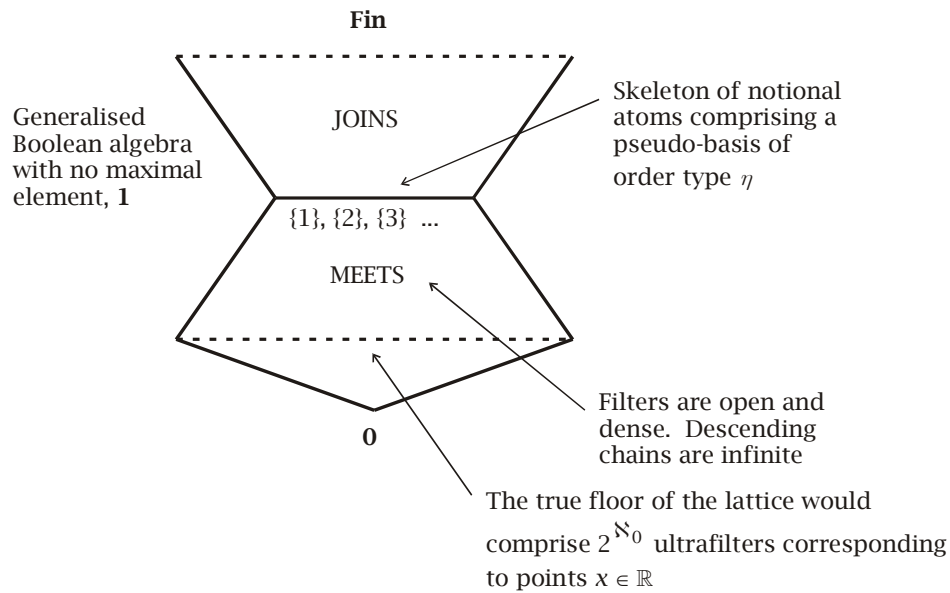 Fin
Generalised
Boolean algebra
with no maximal
element, 1
JOINS
Skeleton of notional
atoms comprising a
pseudo-basis of
order type η
{1}, {2}, {3} ...
MEETS
0
Filters are open and
dense. Descending
chains are infinite
The true floor of the lattice would
comprise 2^ℵ₀ ultrafilters corresponding
to points x ∈ ℝ